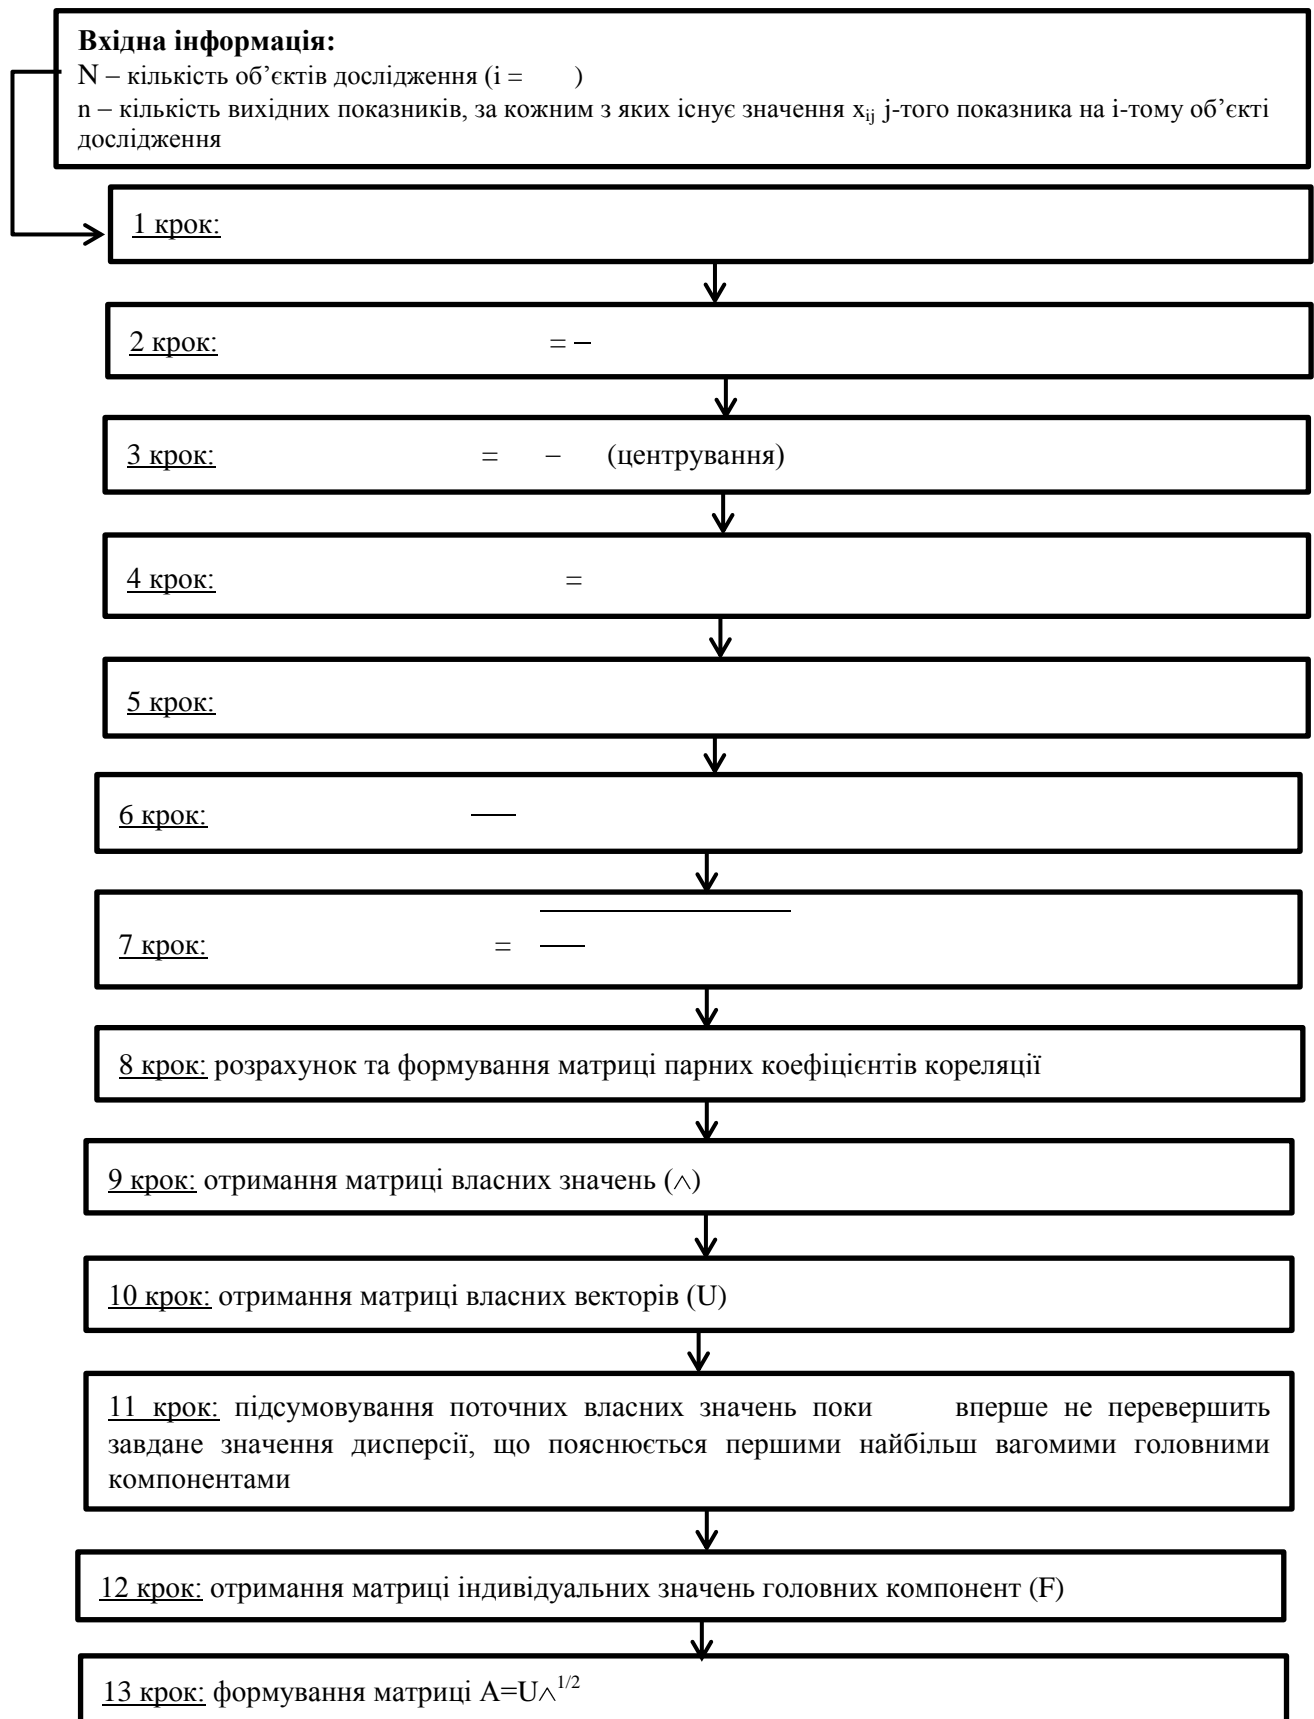 Вхідна інформація:
N – кількість об’єктів дослідження (i = )
n – кількість вихідних показників, за кожним з яких існує значення xij j-того показника на і-тому об’єкті
дослідження
1 крок:
2 крок: = –
3 крок: = – (центрування)
4 крок: =
5 крок:
6 крок:
7 крок: =
8 крок: розрахунок та формування матриці парних коефіцієнтів кореляції
9 крок: отримання матриці власних значень (∧)
10 крок: отримання матриці власних векторів (U)
11 крок: підсумовування поточних власних значень поки вперше не перевершить
завдане значення дисперсії, що пояснюється першими найбільш вагомими головними
компонентами
12 крок: отримання матриці індивідуальних значень головних компонент (F)
13 крок: формування матриці A=U∧1/2